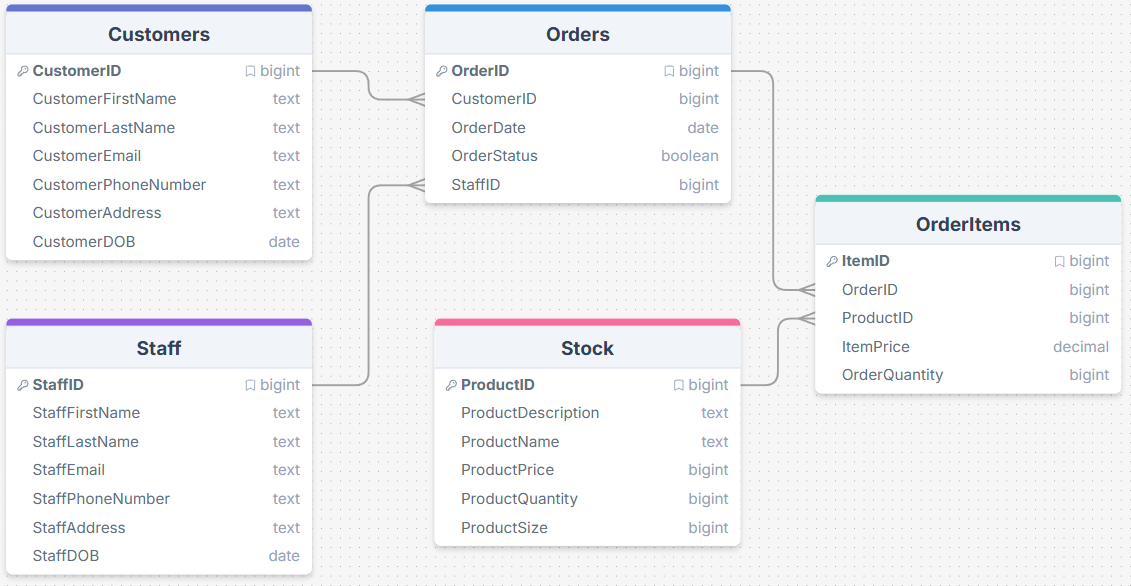 Customers
CustomerID bigint
CustomerFirstName text
CustomerLastName text
CustomerEmail text
CustomerPhoneNumber text
CustomerAddress text
CustomerDOB date
Orders
OrderID bigint
CustomerID bigint
OrderDate date
OrderStatus boolean
StaffID bigint
OrderItems
ItemID bigint
OrderID bigint
ProductID bigint
ItemPrice decimal
OrderQuantity bigint
Staff
StaffID bigint
StaffFirstName text
StaffLastName text
StaffEmail text
StaffPhoneNumber text
StaffAddress text
StaffDOB date
Stock
ProductID bigint
ProductDescription text
ProductName text
ProductPrice bigint
ProductQuantity bigint
ProductSize bigint